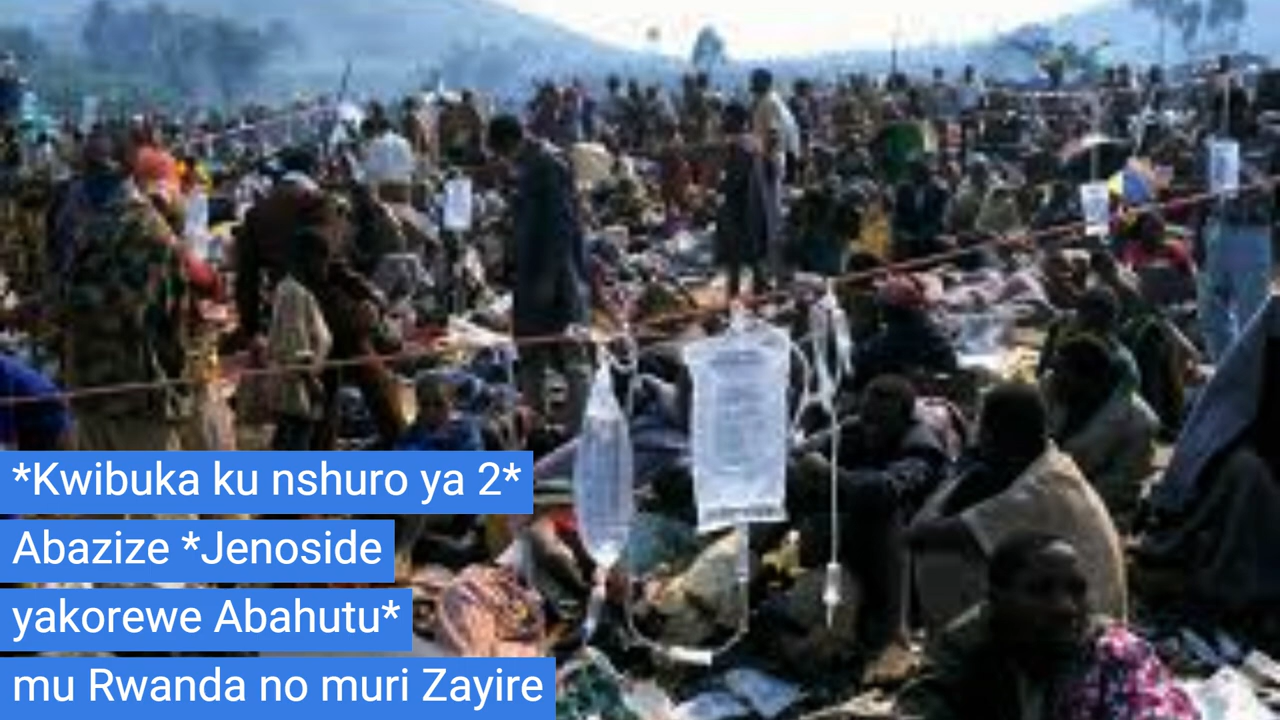 *Kwibuka ku nshuro ya 2*
Abazize *Jenoside
yakorewe Abahutu*
mu Rwanda no muri Zayire